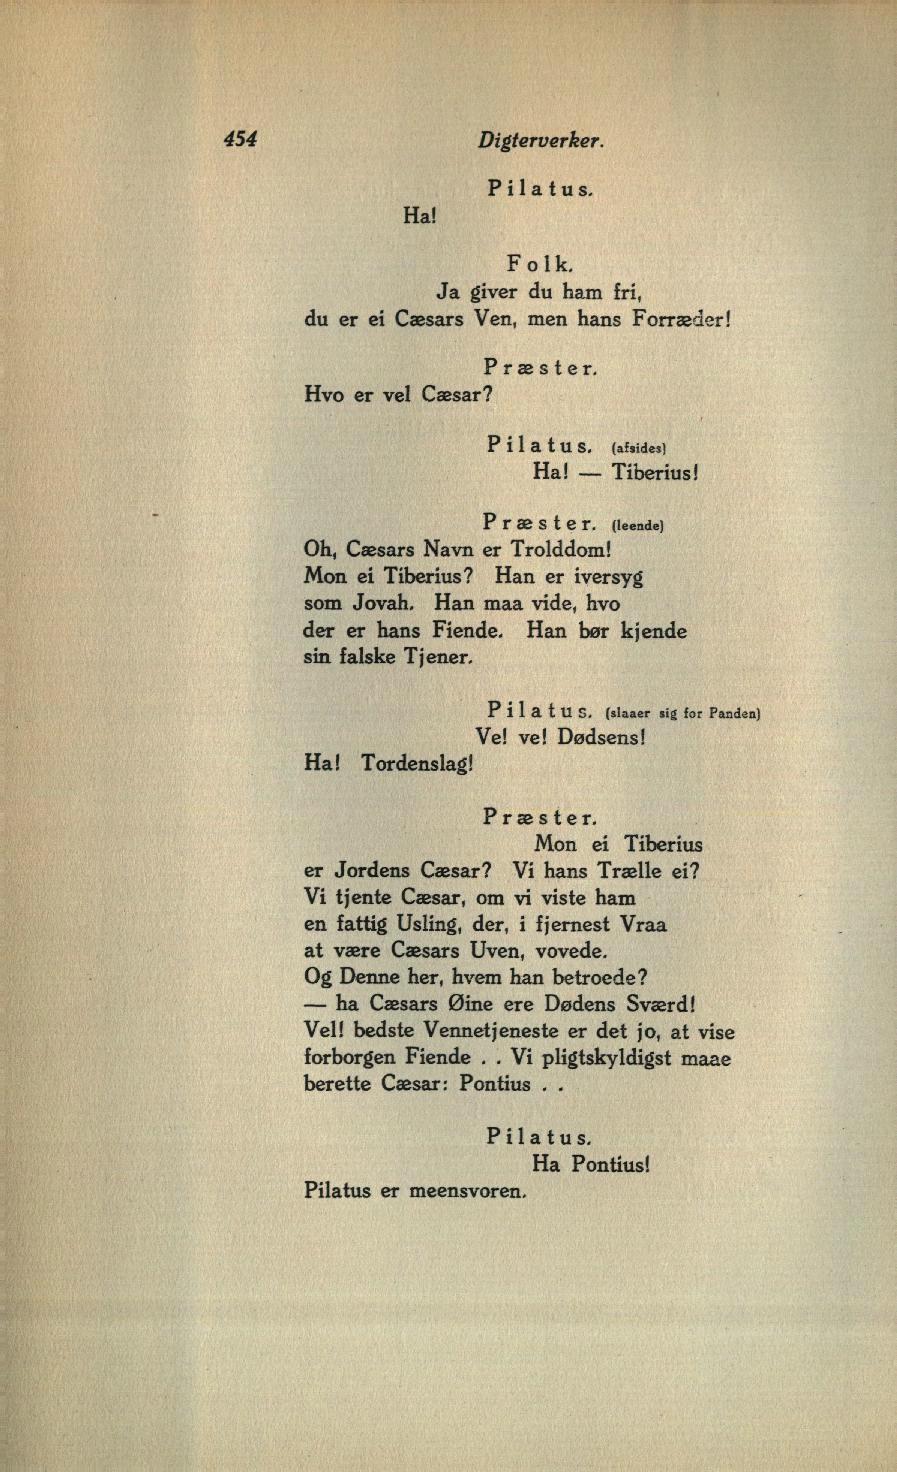 454 Digterverker.
Pilatus.
Ha!
Folk.
Ja giver du ham fri,
du er ei Cæsars Ven, men hans Forræder!
Præster.
Hvo er vel Cæsar?
Pilatus. (afsides)
Ha! — Tiberius!
Præster. (leende)
Oh, Cæsars Navn er Trolddom!
Mon ei Tiberius? Han er iversyg
som Jovah. Han maa vide, hvo
der er hans Fiende. Han bør kjende
sin falske Tjener.
Pilatus. (slaaer sig for Panden)
Ve! ve! Dødsens!
Ha! Tordenslag!
Præster.
Mon ei Tiberius
er Jordens Cæsar? Vi hans Trælle ei?
Vi tjente Cæsar, om vi viste ham
en fattig Usling, der, i fjernest Vraa
at være Cæsars Uven, vovede.
Og Denne her, hvem han betroede?
— ha Cæsars Øine ere Dødens Sværd!
Vel! bedste Vennetjeneste er det jo, at vise
forborgen Fiende . . Vi pligtskyldigst maae
berette Cæsar: Pontius . .
Pilatus.
Ha Pontius!
Pilatus er meensvoren.